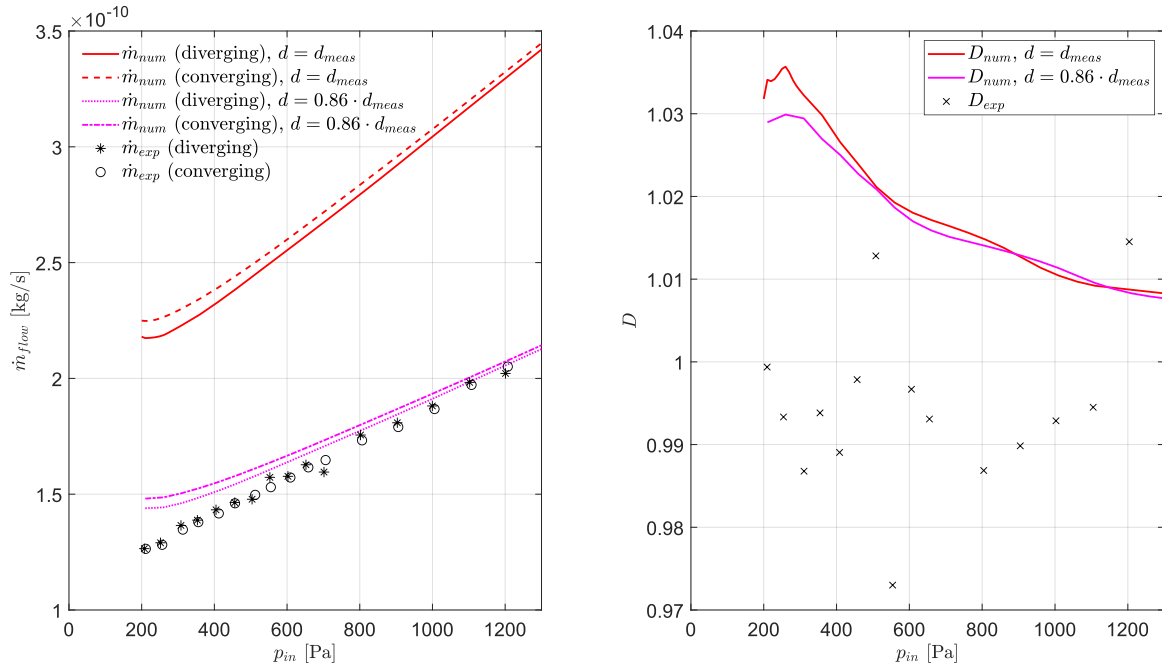 ×10⁻¹⁰
3.5
3
2.5
2
1.5
1
0 200 400 600 800 1000 1200
p_in [Pa]
ṁ_flow [kg/s]
ṁ_num (diverging), d = d_meas
ṁ_num (converging), d = d_meas
ṁ_num (diverging), d = 0.86 · d_meas
ṁ_num (converging), d = 0.86 · d_meas
ṁ_exp (diverging)
ṁ_exp (converging)
1.04
1.03
1.02
1.01
1
0.99
0.98
0.97
0 200 400 600 800 1000 1200
p_in [Pa]
D
D_num, d = d_meas
D_num, d = 0.86 · d_meas
D_exp